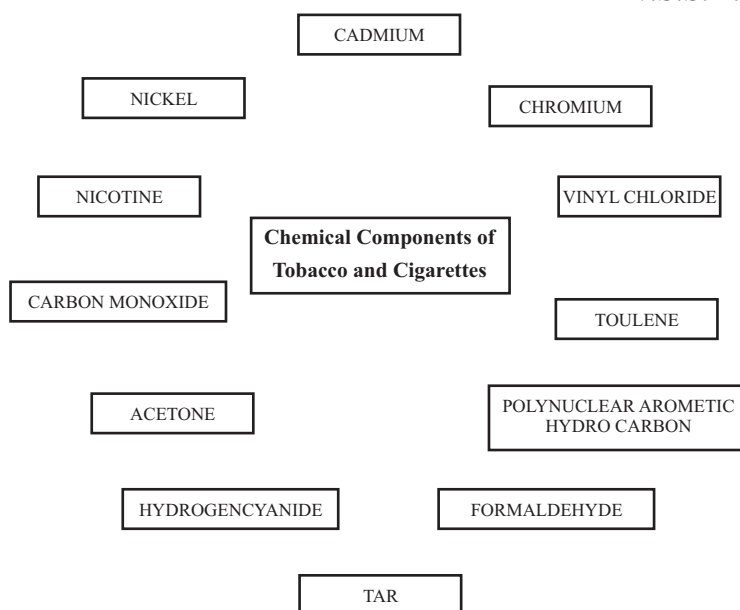 CADMIUM
NICKEL
CHROMIUM
NICOTINE
VINYL CHLORIDE
Chemical Components of
Tobacco and Cigarettes
CARBON MONOXIDE
TOULENE
ACETONE
POLYNUCLEAR AROMETIC
HYDRO CARBON
HYDROGENCYANIDE
FORMALDEHYDE
TAR